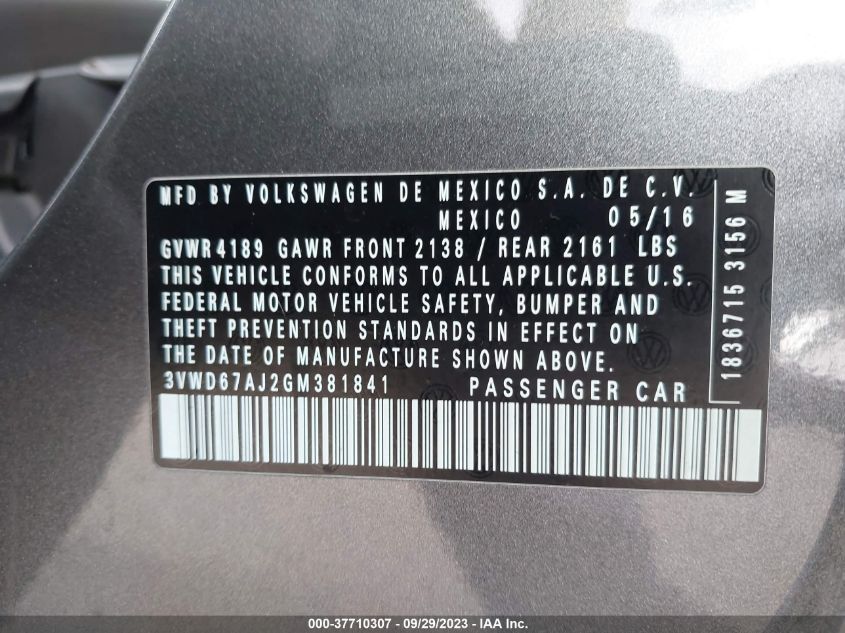 MFD BY VOLKSWAGEN DE MEXICO S.A. DE C.V.
MEXICO 05/16
GVWR 4189 GAWR FRONT 2138 / REAR 2161 LBS
THIS VEHICLE CONFORMS TO ALL APPLICABLE U.S.
FEDERAL MOTOR VEHICLE SAFETY, BUMPER AND
THEFT PREVENTION STANDARDS IN EFFECT ON
THE DATE OF MANUFACTURE SHOWN ABOVE.
3VWD67AJ2GM381841 PASSENGER CAR
1836715 3156 M
000-37710307 - 09/29/2023 - IAA Inc.